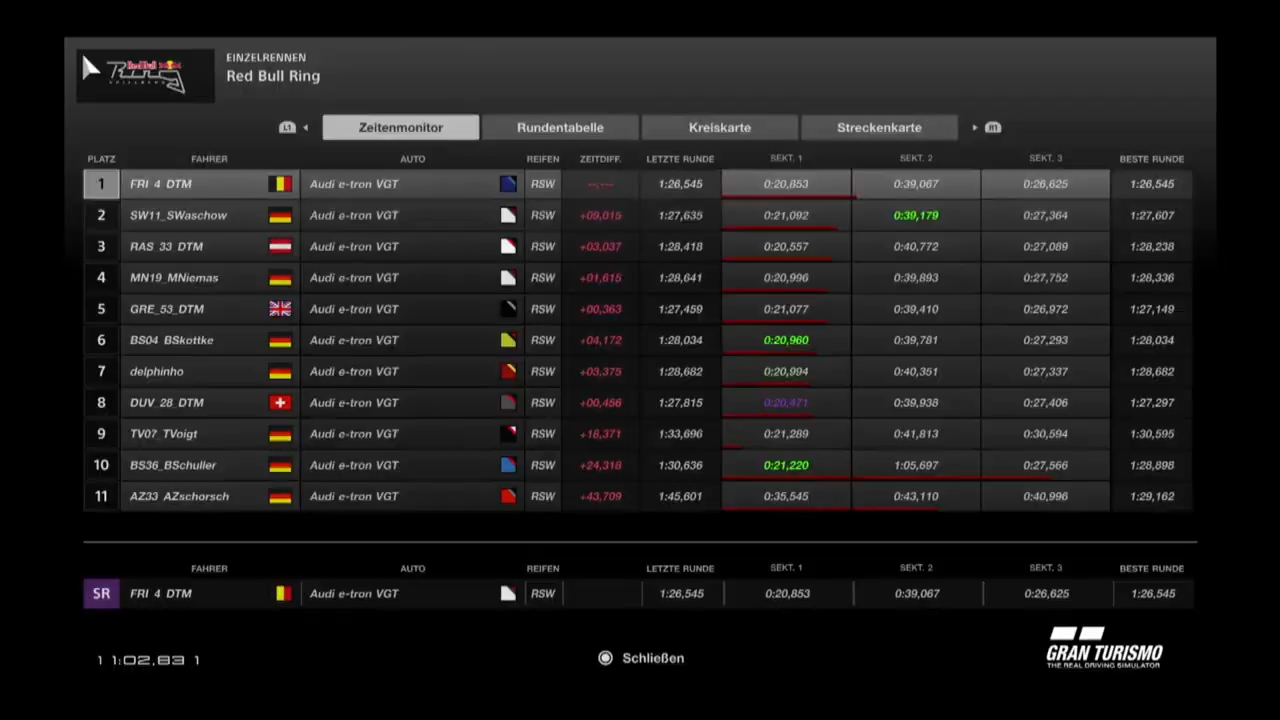 EINZELRENNEN
Red Bull Ring
L1 Zeitenmonitor Rundentabelle Kreiskarte Streckenkarte R1
PLATZ FAHRER AUTO REIFEN ZEITDIFF. LETZTE RUNDE SEKT. 1 SEKT. 2 SEKT. 3 BESTE RUNDE
1 FRI_4_DTM Audi e-tron VGT RSW --,--- 1:26,545 0:20,853 0:39,067 0:26,625 1:26,545
2 SW11_SWaschow Audi e-tron VGT RSW +09,015 1:27,635 0:21,092 0:39,179 0:27,364 1:27,607
3 RAS_33_DTM Audi e-tron VGT RSW +03,037 1:28,418 0:20,557 0:40,772 0:27,089 1:28,238
4 MN19_MNiemas Audi e-tron VGT RSW +01,615 1:28,641 0:20,996 0:39,893 0:27,752 1:28,336
5 GRE_53_DTM Audi e-tron VGT RSW +00,363 1:27,459 0:21,077 0:39,410 0:26,972 1:27,149
6 BS04_BSkottke Audi e-tron VGT RSW +04,172 1:28,034 0:20,960 0:39,781 0:27,293 1:28,034
7 delphinho Audi e-tron VGT RSW +03,375 1:28,682 0:20,994 0:40,351 0:27,337 1:28,682
8 DUV_28_DTM Audi e-tron VGT RSW +00,456 1:27,815 0:20,471 0:39,938 0:27,406 1:27,297
9 TV07_TVoigt Audi e-tron VGT RSW +18,371 1:33,696 0:21,289 0:41,813 0:30,594 1:30,595
10 BS36_BSchuller Audi e-tron VGT RSW +24,318 1:30,636 0:21,220 1:05,697 0:27,566 1:28,898
11 AZ33_AZschorsch Audi e-tron VGT RSW +43,709 1:45,601 0:35,545 0:43,110 0:40,996 1:29,162
FAHRER AUTO REIFEN LETZTE RUNDE SEKT. 1 SEKT. 2 SEKT. 3 BESTE RUNDE
SR FRI_4_DTM Audi e-tron VGT RSW 1:26,545 0:20,853 0:39,067 0:26,625 1:26,545
11:02,831
Schließen
GRAN TURISMO
THE REAL DRIVING SIMULATOR